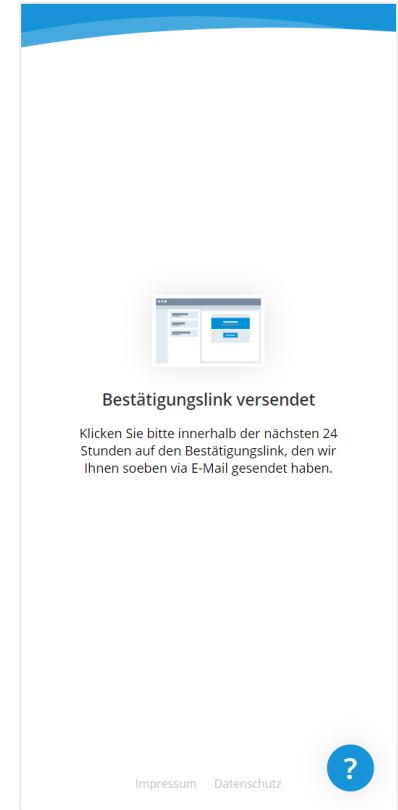 Bestätigungslink versendet
Klicken Sie bitte innerhalb der nächsten 24
Stunden auf den Bestätigungslink, den wir
Ihnen soeben via E-Mail gesendet haben.
Impressum Datenschutz
?